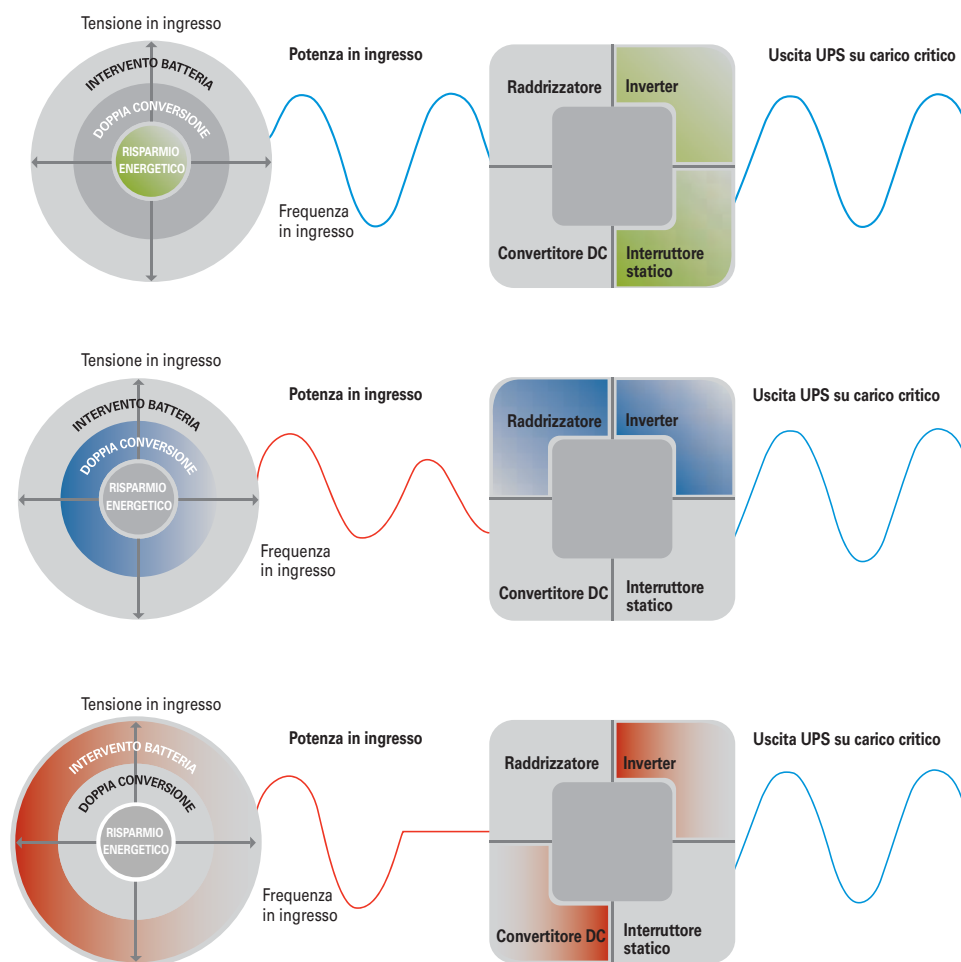 Tensione in ingresso
INTERVENTO BATTERIA
DOPPIA CONVERSIONE
RISPARMIO
ENERGETICO
Frequenza
in ingresso
Potenza in ingresso
Raddrizzatore
Inverter
Convertitore DC
Interruttore
statico
Uscita UPS su carico critico
Tensione in ingresso
INTERVENTO BATTERIA
DOPPIA CONVERSIONE
RISPARMIO
ENERGETICO
Frequenza
in ingresso
Potenza in ingresso
Raddrizzatore
Inverter
Convertitore DC
Interruttore
statico
Uscita UPS su carico critico
Tensione in ingresso
INTERVENTO BATTERIA
DOPPIA CONVERSIONE
RISPARMIO
ENERGETICO
Frequenza
in ingresso
Potenza in ingresso
Raddrizzatore
Inverter
Convertitore DC
Interruttore
statico
Uscita UPS su carico critico